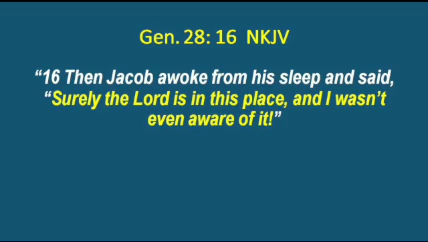 Gen. 28: 16 NKJV
“16 Then Jacob awoke from his sleep and said,
“Surely the Lord is in this place, and I wasn’t
even aware of it!”